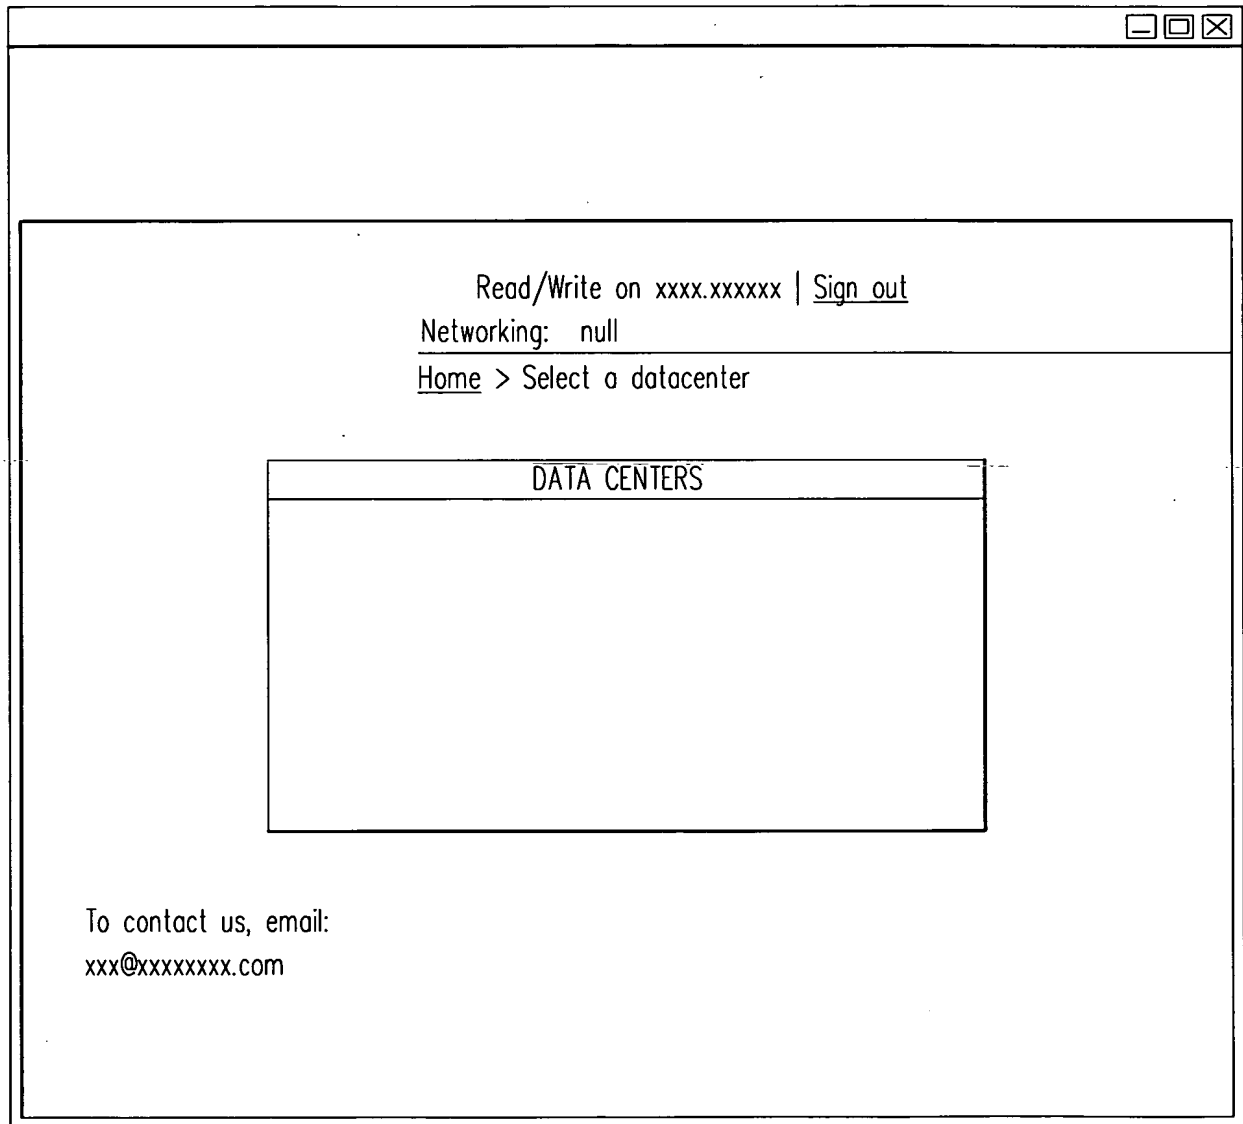 Read/Write on xxxx.xxxxxx | Sign out
Networking: null
Home > Select a datacenter
DATA CENTERS
To contact us, email:
xxx@xxxxxxxx.com